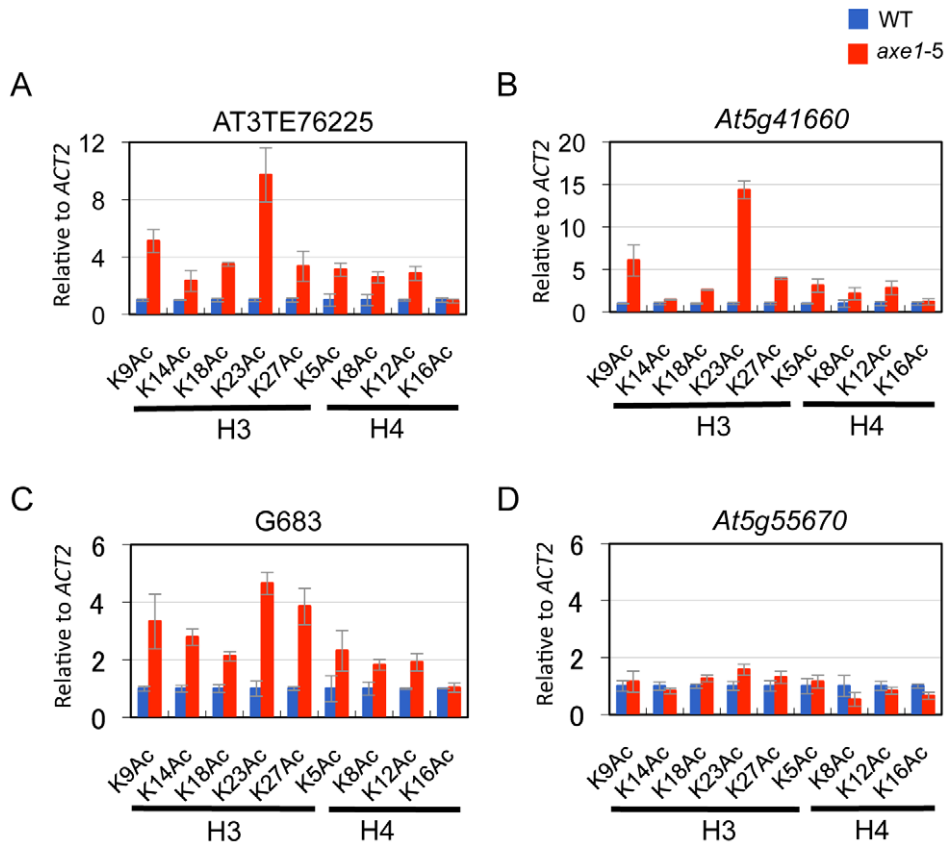 WT
axe1-5
A
AT3TE76225
Relative to ACT2
12
8
4
0
K9Ac
K14Ac
K18Ac
K23Ac
K27Ac
K5Ac
K8Ac
K12Ac
K16Ac
H3
H4
B
At5g41660
Relative to ACT2
20
15
10
5
0
K9Ac
K14Ac
K18Ac
K23Ac
K27Ac
K5Ac
K8Ac
K12Ac
K16Ac
H3
H4
C
G683
Relative to ACT2
6
4
2
0
K9Ac
K14Ac
K18Ac
K23Ac
K27Ac
K5Ac
K8Ac
K12Ac
K16Ac
H3
H4
D
At5g55670
Relative to ACT2
6
4
2
0
K9Ac
K14Ac
K18Ac
K23Ac
K27Ac
K5Ac
K8Ac
K12Ac
K16Ac
H3
H4